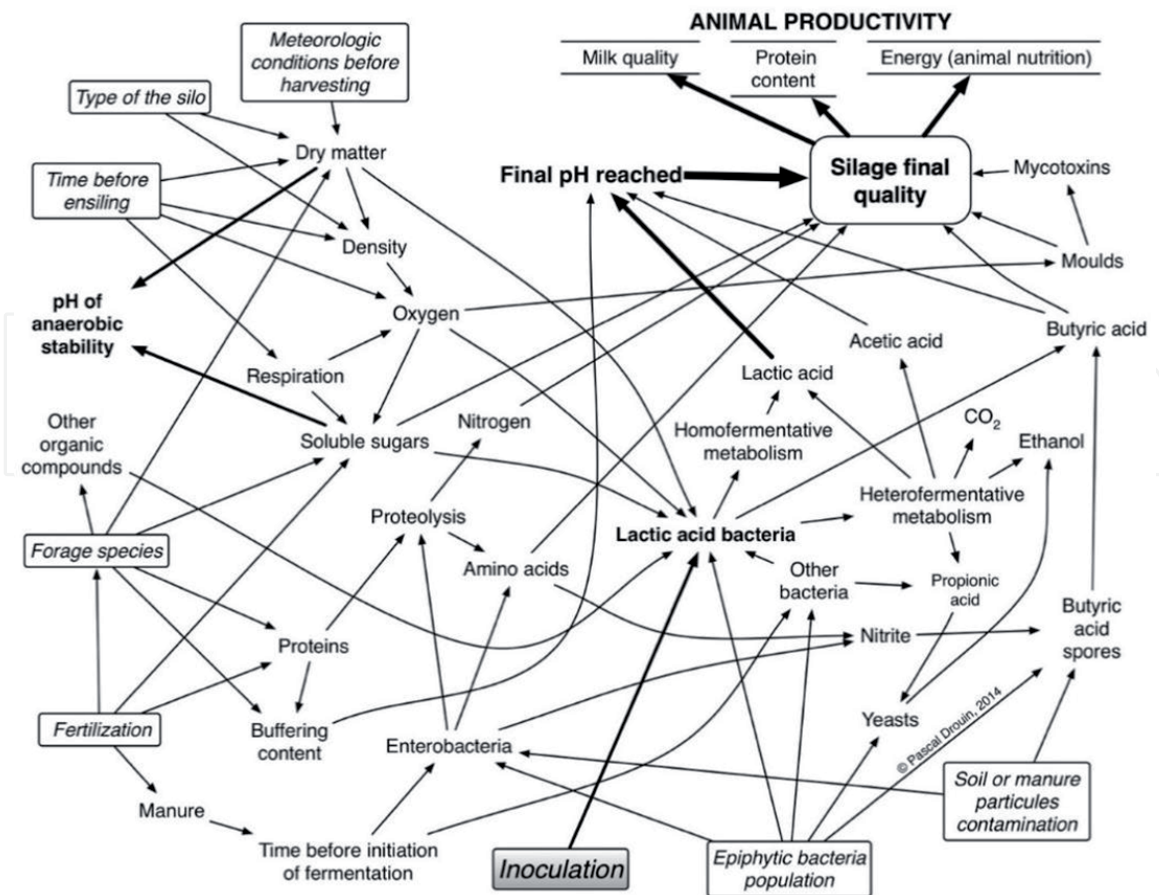 ANIMAL PRODUCTIVITY
Milk quality
Protein
content
Energy (animal nutrition)
Meteorologic
conditions before
harvesting
Type of the silo
Dry matter
Time before
ensiling
Final pH reached
Silage final
quality
Mycotoxins
Density
Moulds
pH of
anaerobic
stability
Oxygen
Butyric acid
Acetic acid
Respiration
Lactic acid
Other
organic
compounds
Nitrogen
Soluble sugars
Homofermentative
metabolism
CO2
Ethanol
Heterofermentative
metabolism
Proteolysis
Lactic acid bacteria
Forage species
Amino acids
Other
bacteria
Propionic
acid
Butyric
acid
spores
Proteins
Nitrite
Fertilization
Buffering
content
Enterobacteria
Yeasts
© Pascal Drouin, 2014
Soil or manure
particules
contamination
Manure
Time before initiation
of fermentation
Inoculation
Epiphytic bacteria
population